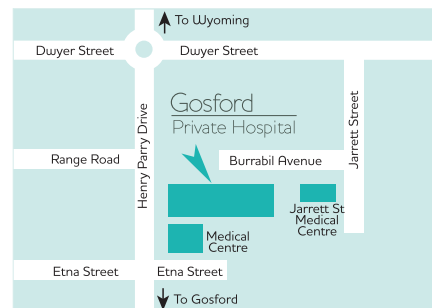 To Wyoming
Dwyer Street
Dwyer Street
Gosford
Private Hospital
Henry Parry Drive
Jarrett Street
Range Road
Burrabil Avenue
Jarrett St
Medical
Centre
Medical
Centre
Etna Street
Etna Street
To Gosford